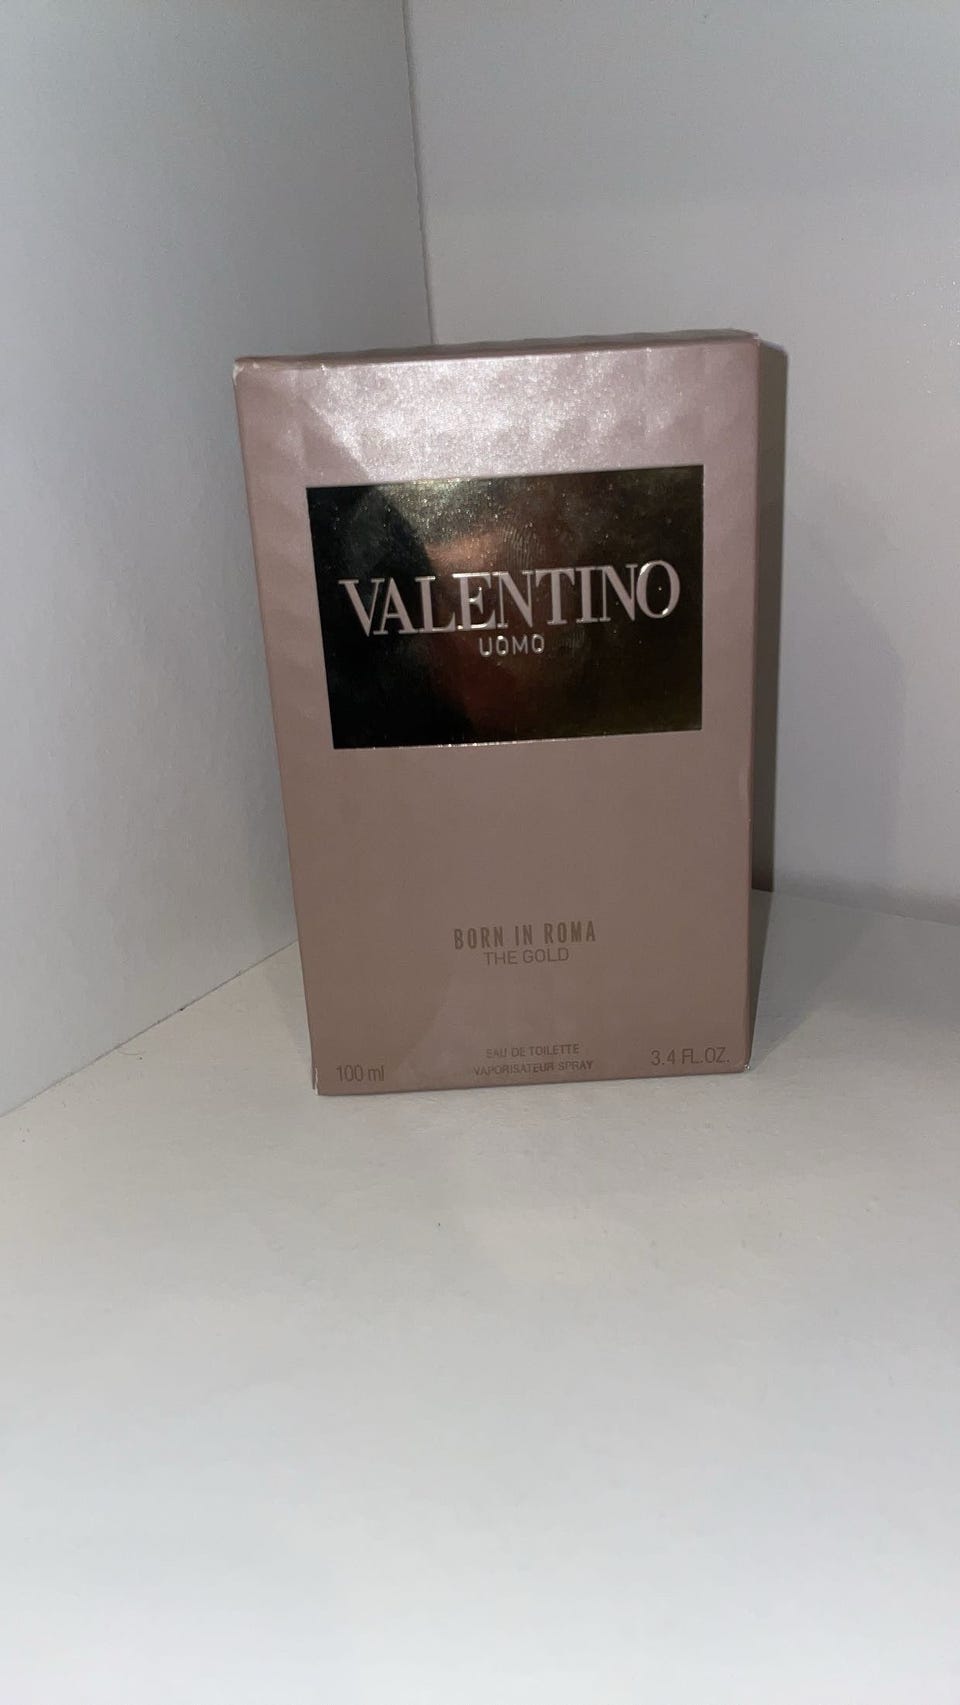 VALENTINO
UOMO
BORN IN ROMA
THE GOLD
EAU DE TOILETTE
100 ml VAPORISATEUR SPRAY 3.4 FL.OZ.